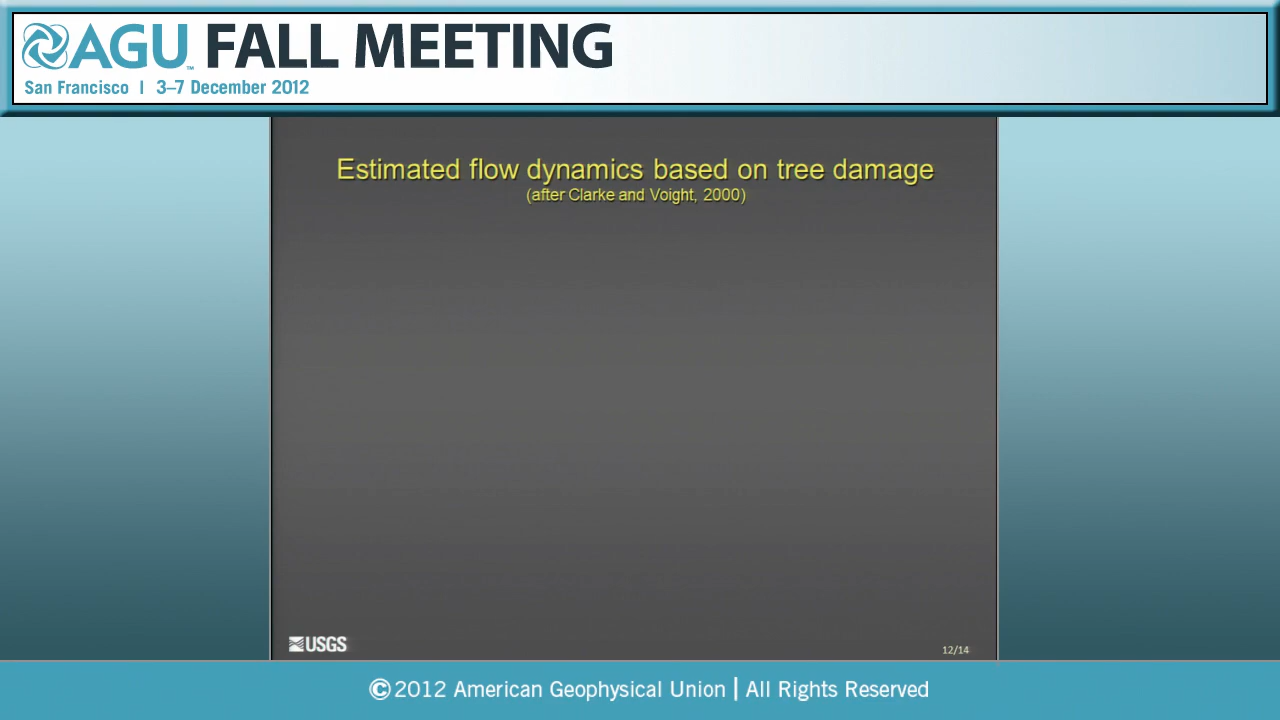 AGU™ FALL MEETING
San Francisco | 3–7 December 2012
Estimated flow dynamics based on tree damage
(after Clarke and Voight, 2000)
USGS
12/14
©2012 American Geophysical Union | All Rights Reserved